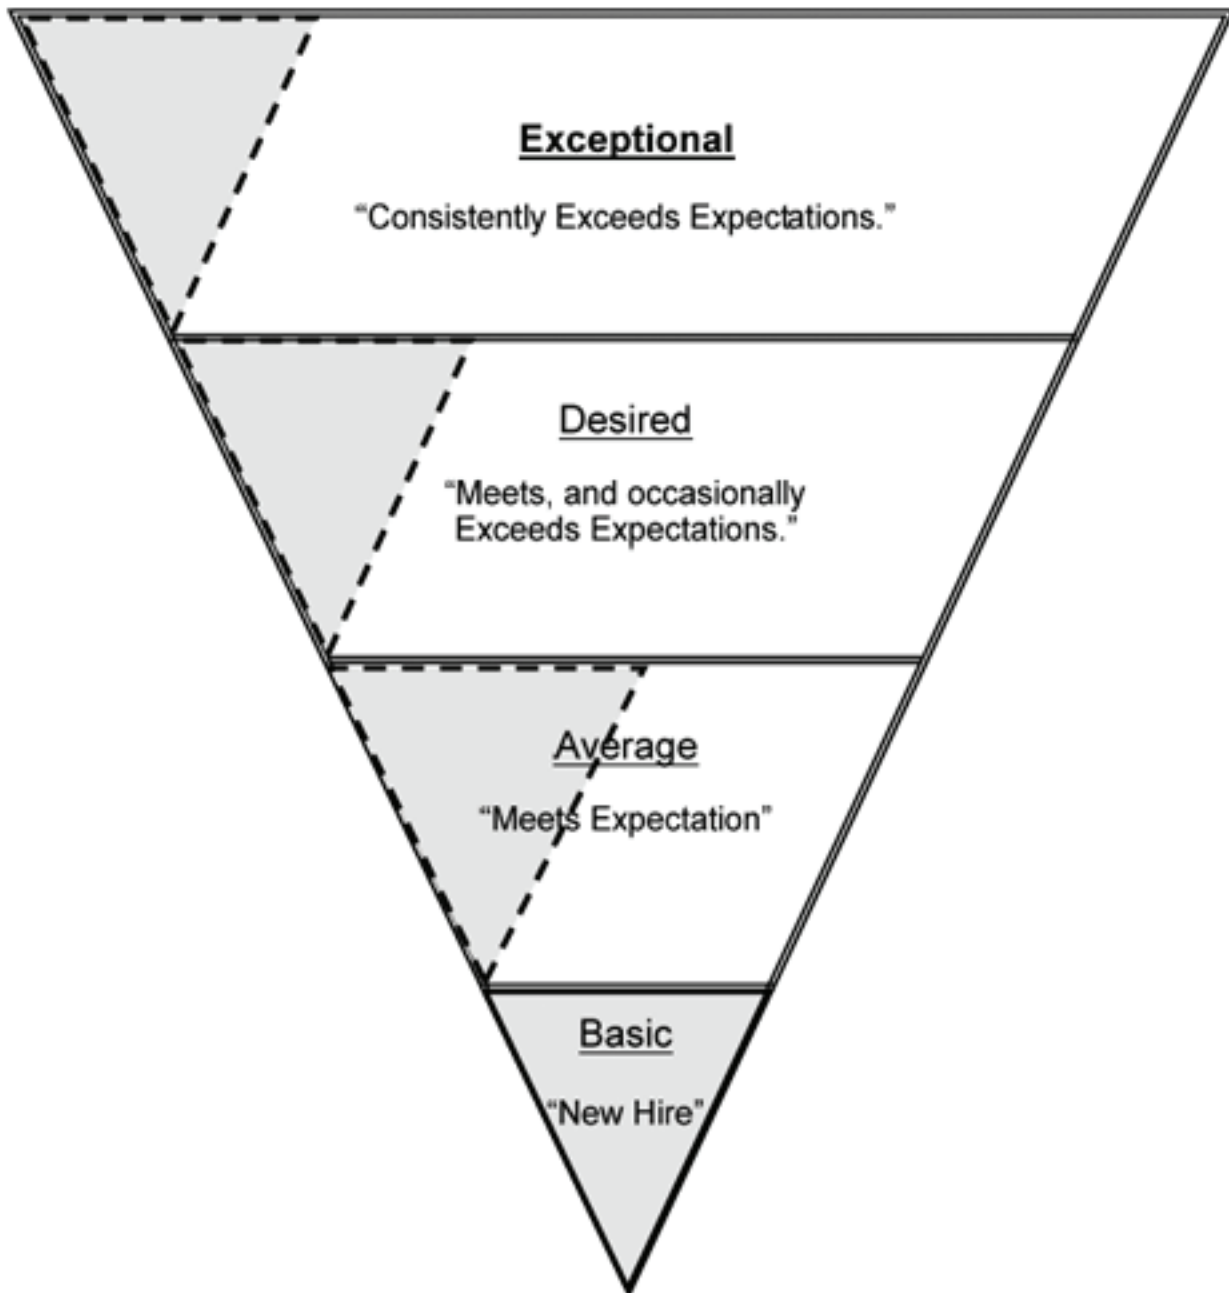 Exceptional
“Consistently Exceeds Expectations.”
Desired
“Meets, and occasionally
Exceeds Expectations.”
Average
“Meets Expectation”
Basic
“New Hire”